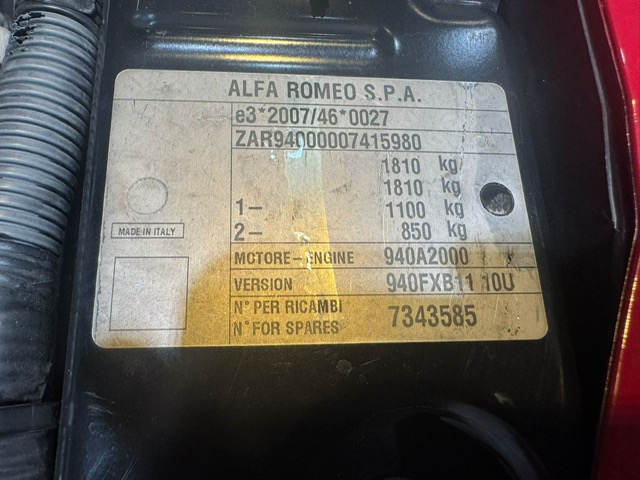 ALFA ROMEO S.P.A.
e3*2007/46*0027
ZAR94000007415980
1810 kg
1810 kg
1– 1100 kg
2– 850 kg
MADE IN ITALY
MOTORE–ENGINE 940A2000
VERSION 940FXB11 10U
N° PER RICAMBI
N° FOR SPARES 7343585